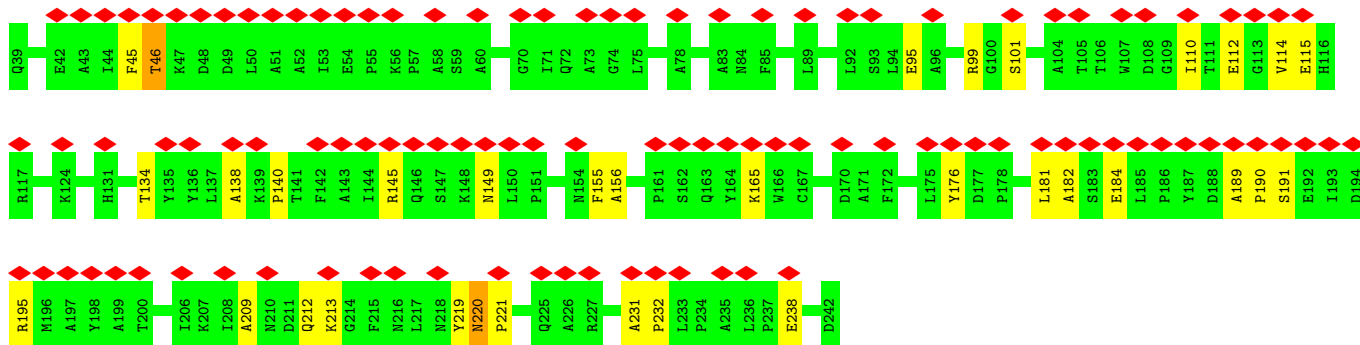 Q39 E42 A43 I44 F45 T46 K47 D48 D49 L50 A51 A52 I53 E54 P55 K56 P57 A58 S59 A60 G70 I71 Q72 A73 G74 L75 A78 A83 N84 F85 L89 L92 S93 L94 E95 A96 R99 G100 S101 A104 T105 T106 W107 D108 G109 I110 T111 E112 G113 V114 E115 H116
R117 K124 H131 T134 Y135 Y136 L137 A138 K139 P140 T141 F142 A143 I144 R145 Q146 S147 K148 N149 L150 P151 N154 F155 A156 P161 S162 Q163 Y164 K165 W166 C167 D170 A171 F172 L175 Y176 D177 P178 L181 A182 S183 E184 L185 P186 Y187 D188 A189 P190 S191 E192 I193 D194
R195 M196 A197 Y198 A199 T200 I206 K207 I208 A209 N210 D211 Q212 K213 G214 F215 N216 L217 N218 Y219 N220 P221 Q225 A226 R227 A231 P232 L233 P234 A235 L236 P237 E238 D242